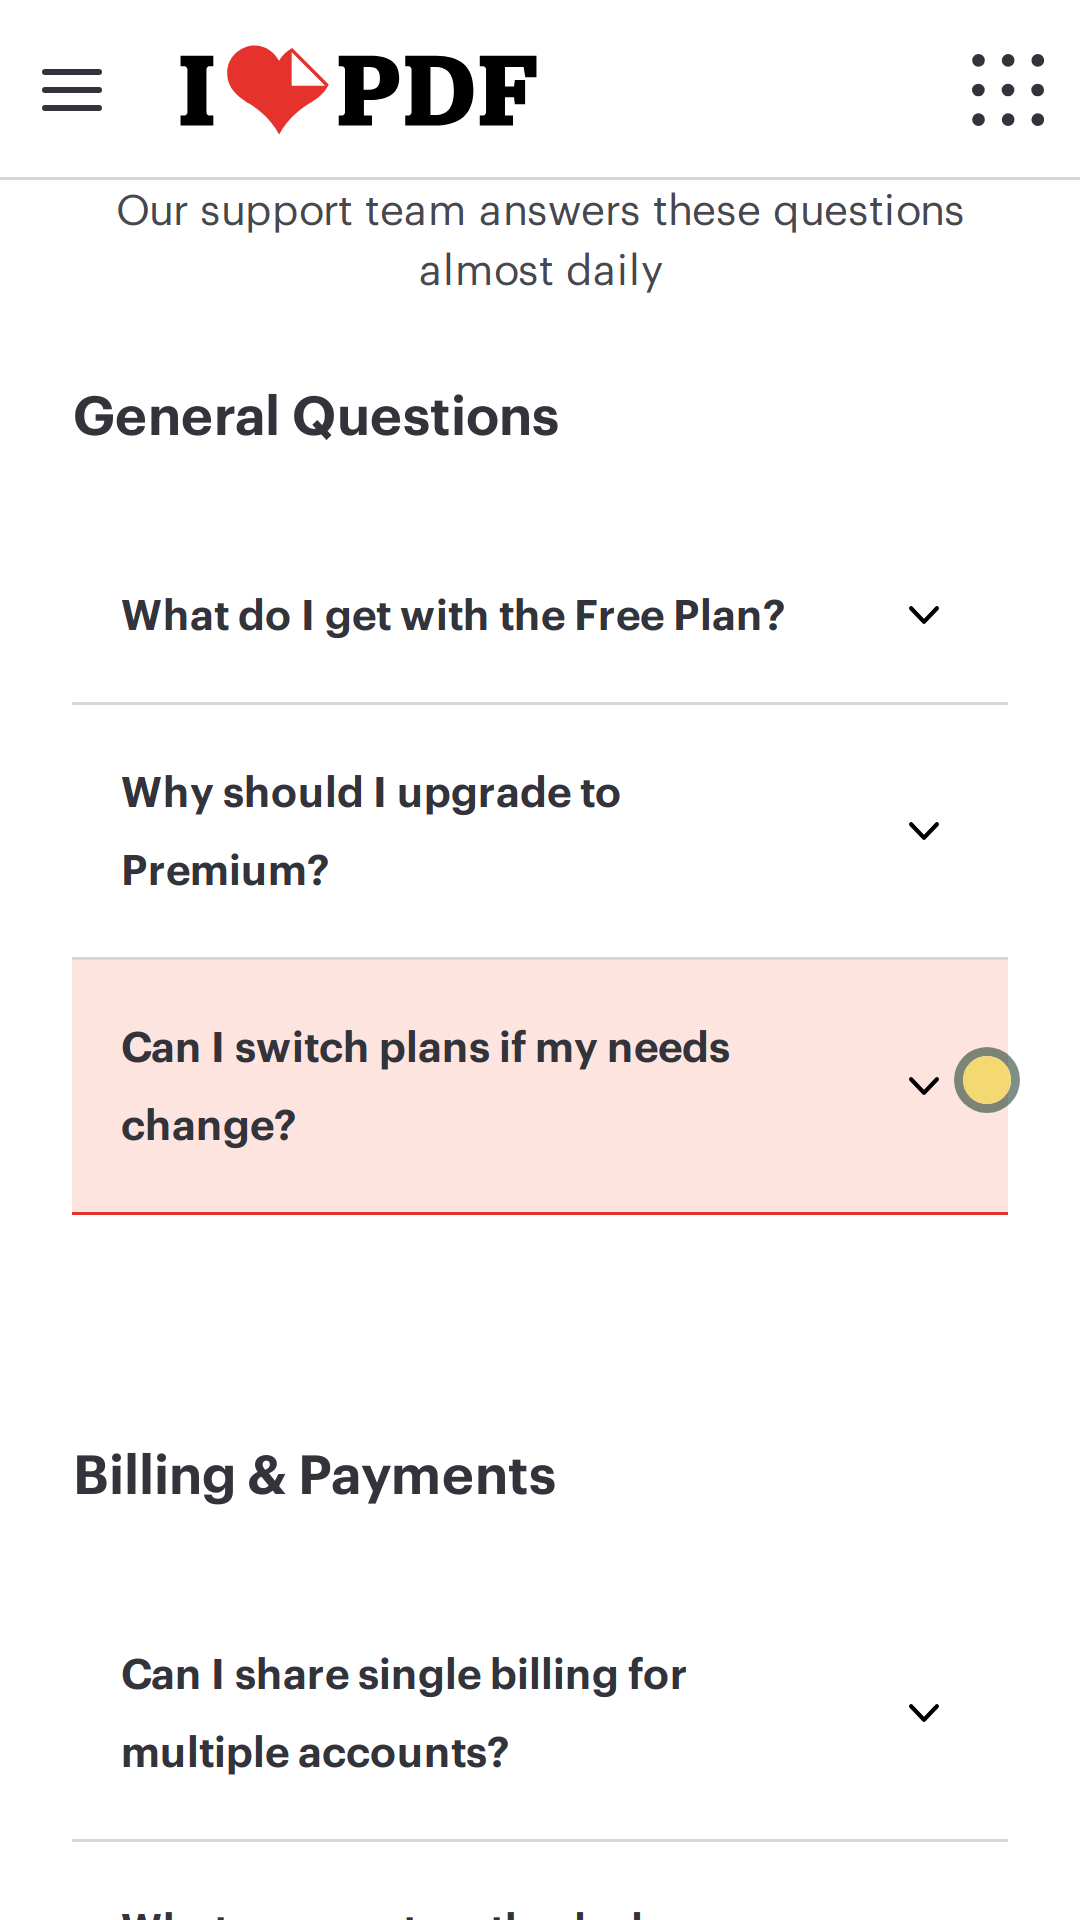 I PDF
Our support team answers these questions
almost daily
General Questions
What do I get with the Free Plan?
Why should I upgrade to
Premium?
Can I switch plans if my needs
change?
Billing & Payments
Can I share single billing for
multiple accounts?